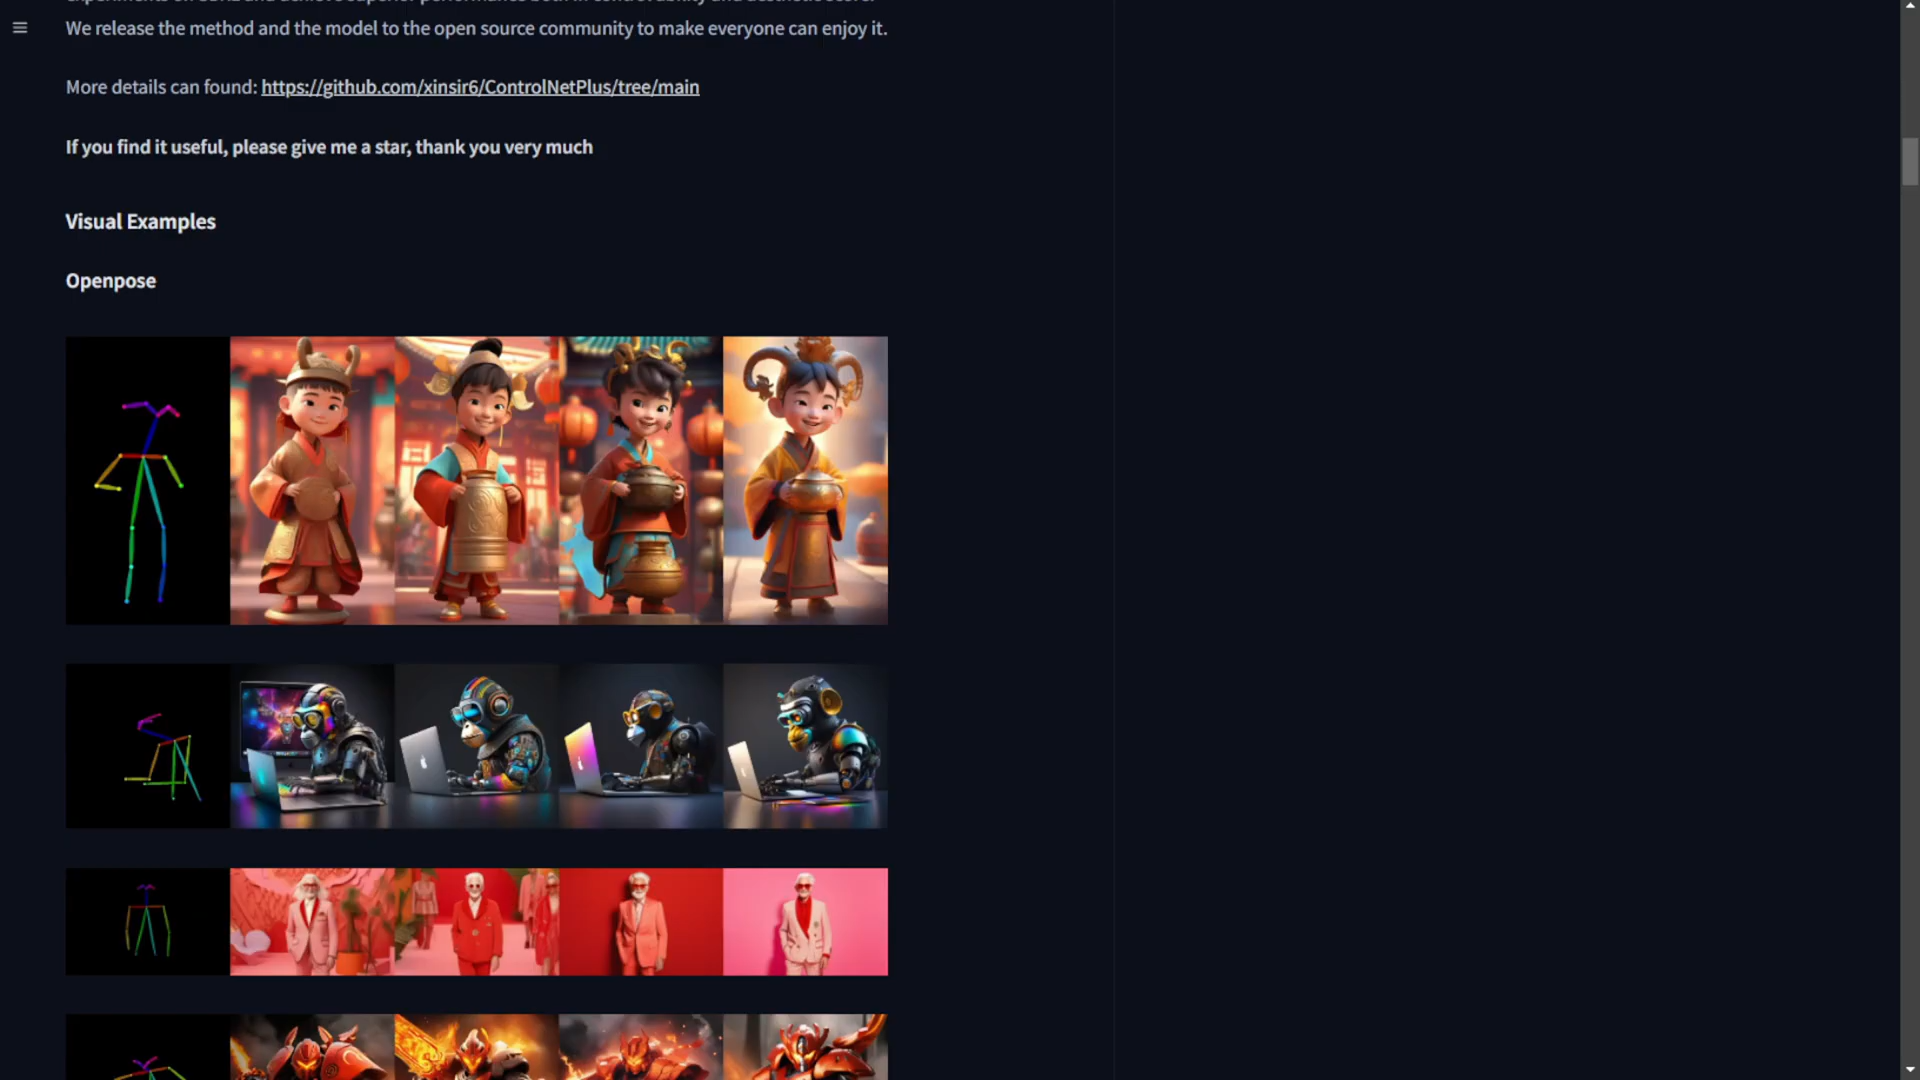 We release the method and the model to the open source community to make everyone can enjoy it.
More details can found: https://github.com/xinsir6/ControlNetPlus/tree/main
If you find it useful, please give me a star, thank you very much
Visual Examples
Openpose